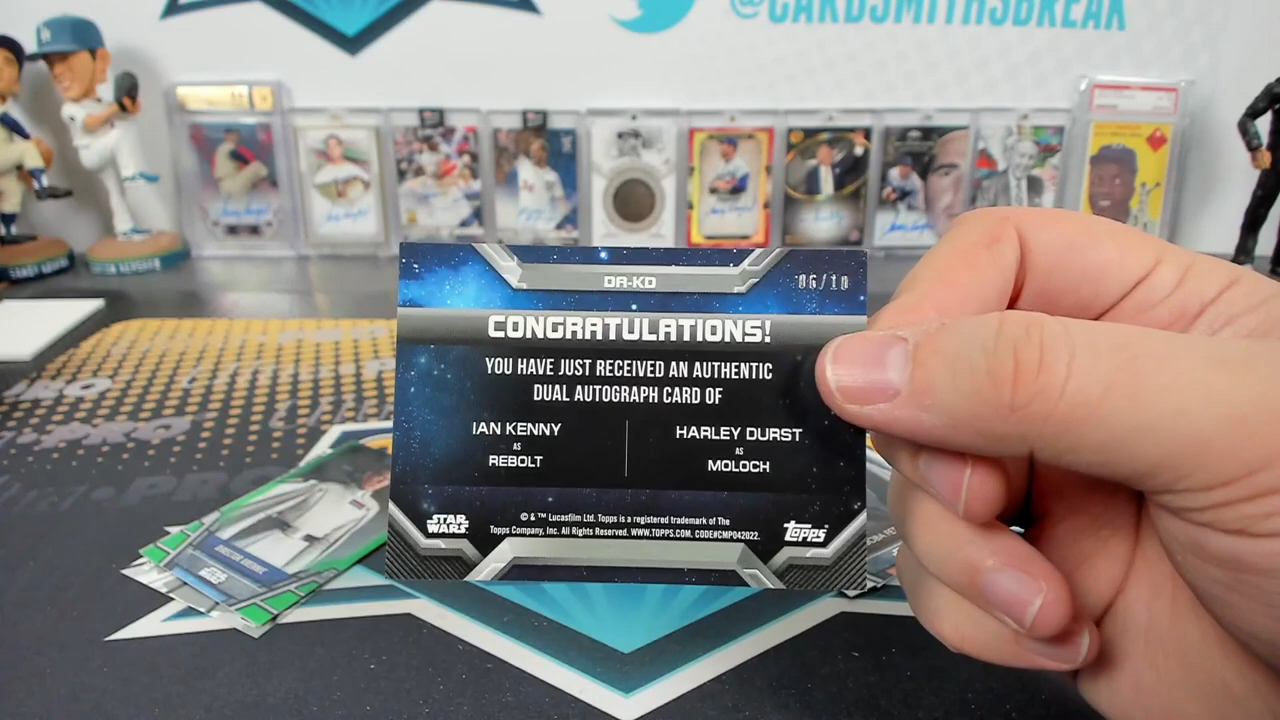 @CARDSMITHSBREAK
DA-KD
06/10
CONGRATULATIONS!
YOU HAVE JUST RECEIVED AN AUTHENTIC
DUAL AUTOGRAPH CARD OF
IAN KENNY
AS
REBOLT
HARLEY DURST
AS
MOLOCH
STAR
WARS
© & ™ Lucasfilm Ltd. Topps is a registered trademark of The
Topps Company, Inc. All Rights Reserved. WWW.TOPPS.COM. CODE#CMP042022.
Topps